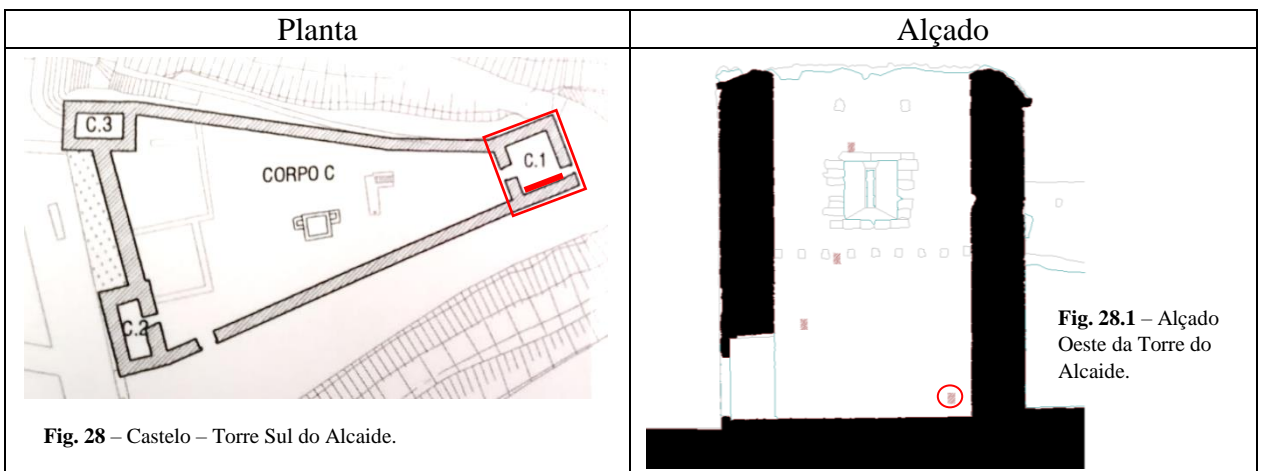 Planta
Alçado
C.3
CORPO C
C.1
C.2
Fig. 28 – Castelo – Torre Sul do Alcaide.
Fig. 28.1 – Alçado
Oeste da Torre do
Alcaide.